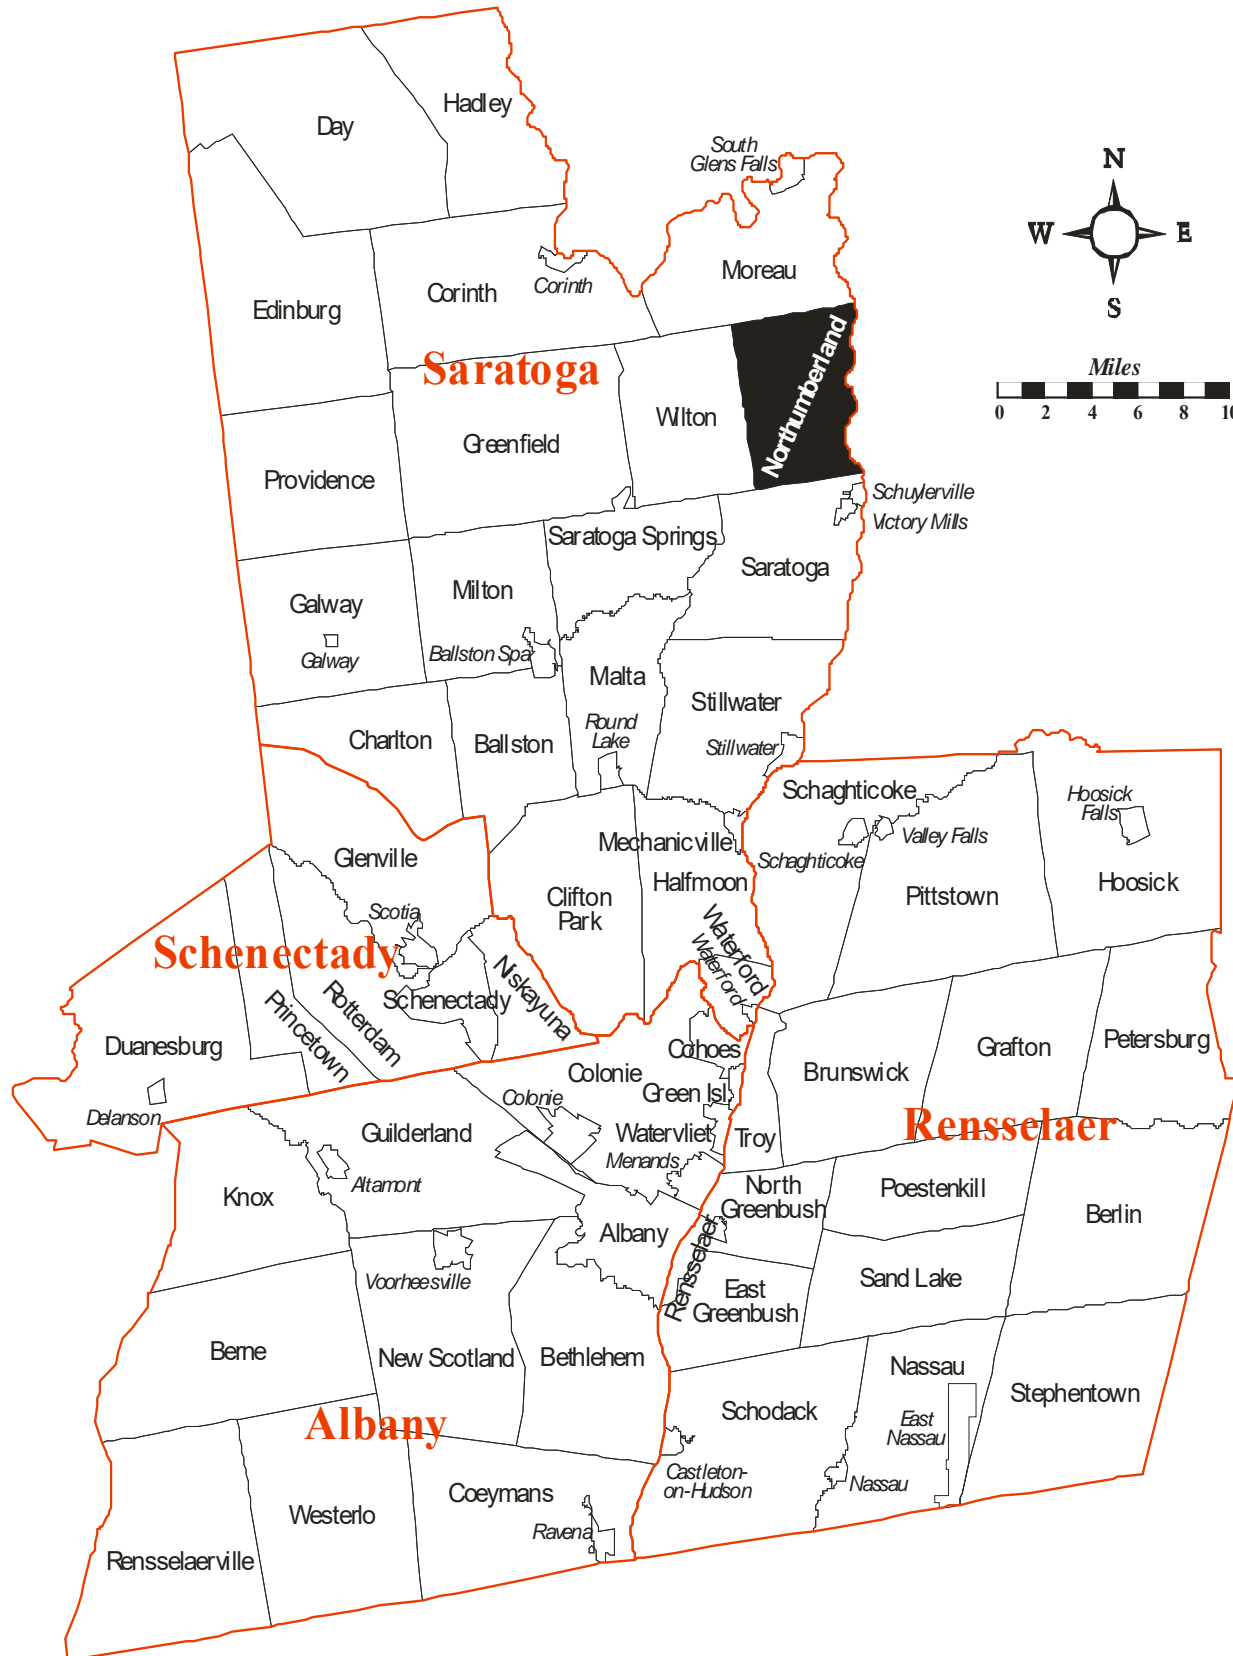 Hadley
Day
South
Glens Falls
N
W
E
S
Moreau
Corinth
Corinth
Edinburg
Northumberland
Saratoga
Miles
0 2 4 6 8 10
Wilton
Greenfield
Providence
Schuylerville
Victory Mills
Saratoga Springs
Saratoga
Milton
Galway
Galway
Ballston Spa
Malta
Stillwater
Round
Lake
Stillwater
Charlton
Ballston
Schaghticoke
Hoosick
Falls
Mechanicville
Valley Falls
Schaghticoke
Glenville
Halfmoon
Hoosick
Clifton
Park
Pittstown
Scotia
Waterford
Waterford
Schenectady
Niskayuna
Schenectady
Rotterdam
Princetown
Duanesburg
Cohoes
Grafton
Petersburg
Colonie
Brunswick
Green Isl
Colonie
Delanson
Guilderland
Watervliet
Troy
Rensselaer
Menands
Altamont
Knox
North
Greenbush
Poestenkill
Berlin
Albany
Rensselaer
Voorheesville
Sand Lake
East
Greenbush
Berne
New Scotland
Bethlehem
Nassau
Stephentown
Schodack
Albany
East
Nassau
Castleton-
on-Hudson
Nassau
Coeymans
Westerlo
Ravena
Rensselaerville